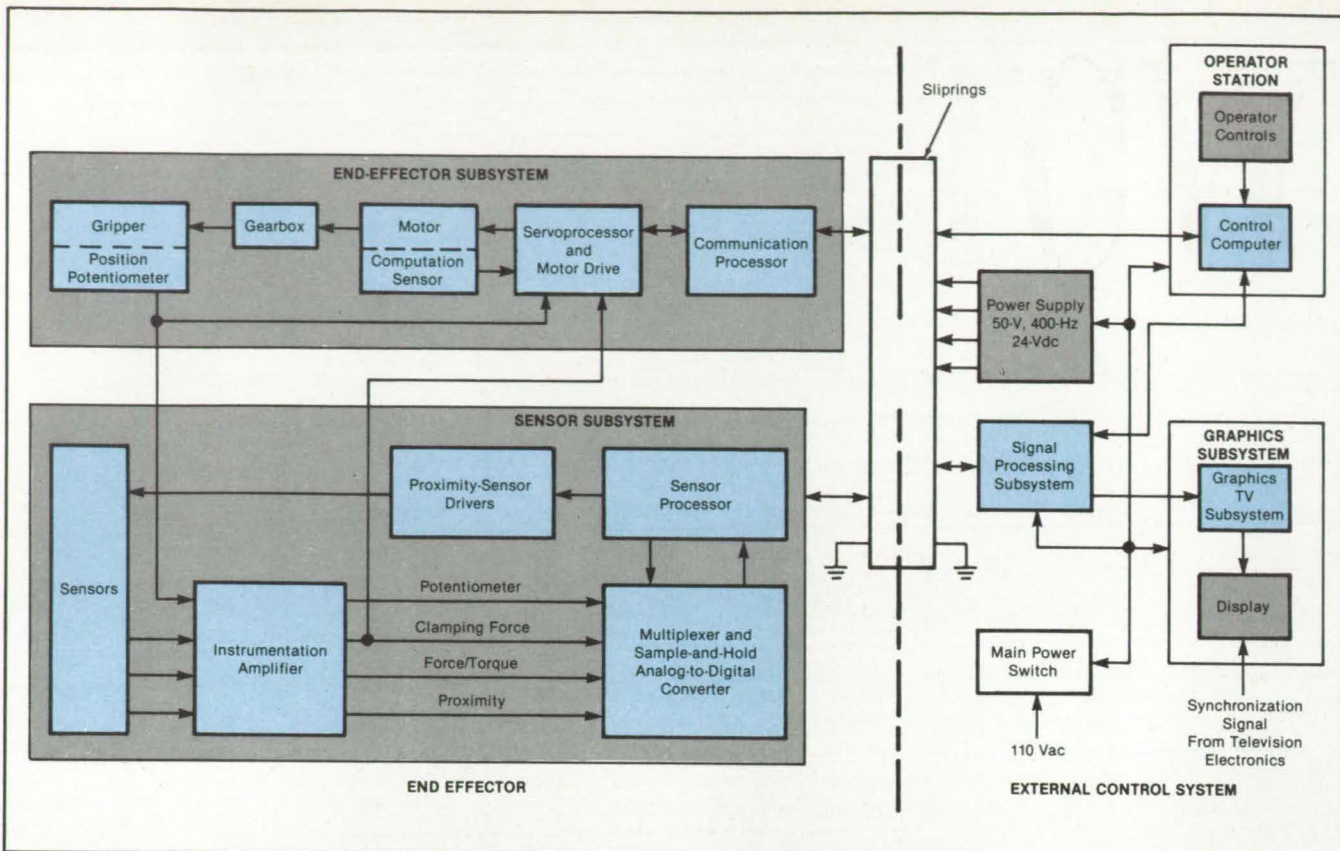 Sliprings
OPERATOR
STATION
Operator
Controls
Control
Computer
END-EFFECTOR SUBSYSTEM
Gripper
Position
Potentiometer
Gearbox
Motor
Computation
Sensor
Servoprocessor
and
Motor Drive
Communication
Processor
Power Supply
50-V, 400-Hz
24-Vdc
SENSOR SUBSYSTEM
Sensors
Proximity-Sensor
Drivers
Sensor
Processor
Instrumentation
Amplifier
Potentiometer
Clamping Force
Force/Torque
Proximity
Multiplexer and
Sample-and-Hold
Analog-to-Digital
Converter
END EFFECTOR
Signal
Processing
Subsystem
GRAPHICS
SUBSYSTEM
Graphics
TV
Subsystem
Display
Main Power
Switch
110 Vac
Synchronization
Signal
From Television
Electronics
EXTERNAL CONTROL SYSTEM